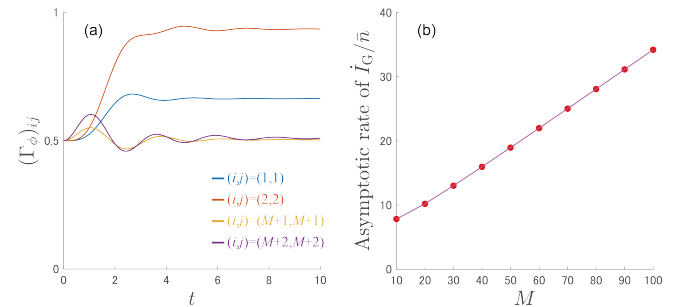 (a)
1
0.5
0
(Γ_ϕ)_ij
(i,j)=(1,1)
(i,j)=(2,2)
(i,j)=(M+1,M+1)
(i,j)=(M+2,M+2)
0 2 4 6 8 10
t
(b)
40
30
20
10
0
Asymptotic rate of İ_G/n̄
10 20 30 40 50 60 70 80 90 100
M